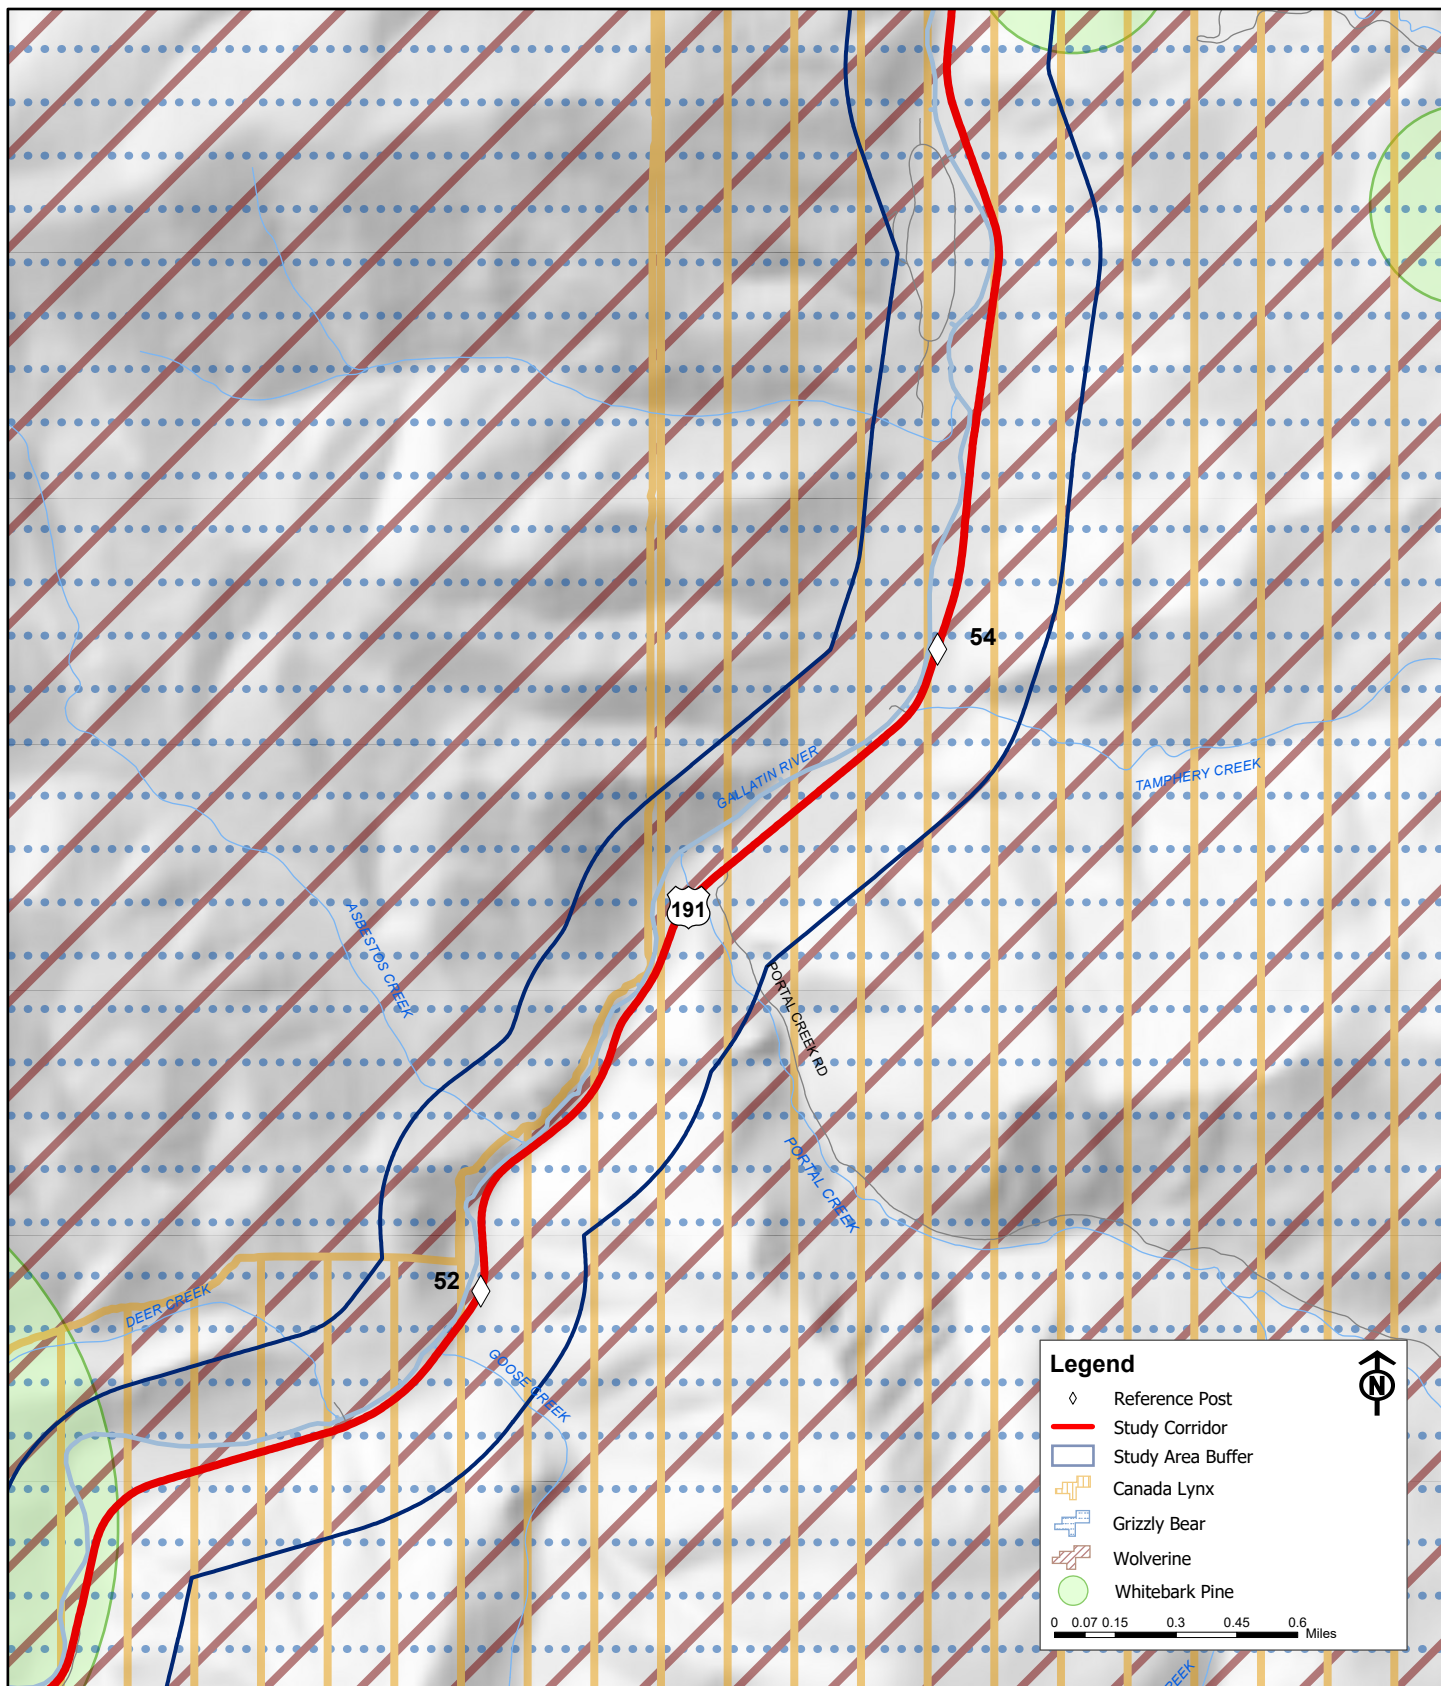 54
GALLATIN RIVER
TAMPHERY CREEK
191
ASBESTOS CREEK
PORTAL CREEK RD
PORTAL CREEK
52
DEER CREEK
GOOSE CREEK
Legend
N
Reference Post
Study Corridor
Study Area Buffer
Canada Lynx
Grizzly Bear
Wolverine
Whitebark Pine
0 0.07 0.15 0.3 0.45 0.6
Miles